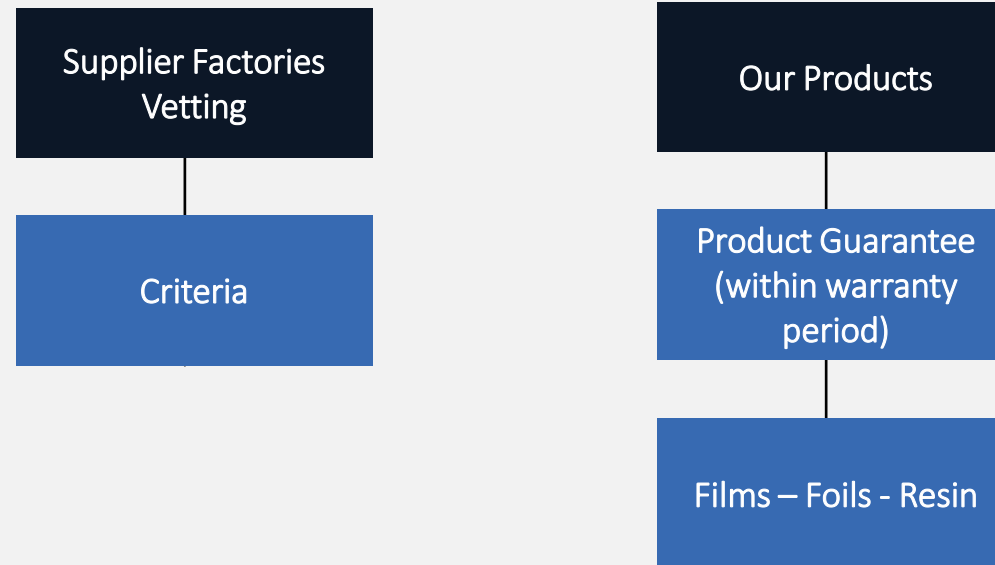 Supplier Factories
Vetting
Criteria
Our Products
Product Guarantee
(within warranty
period)
Films – Foils - Resin